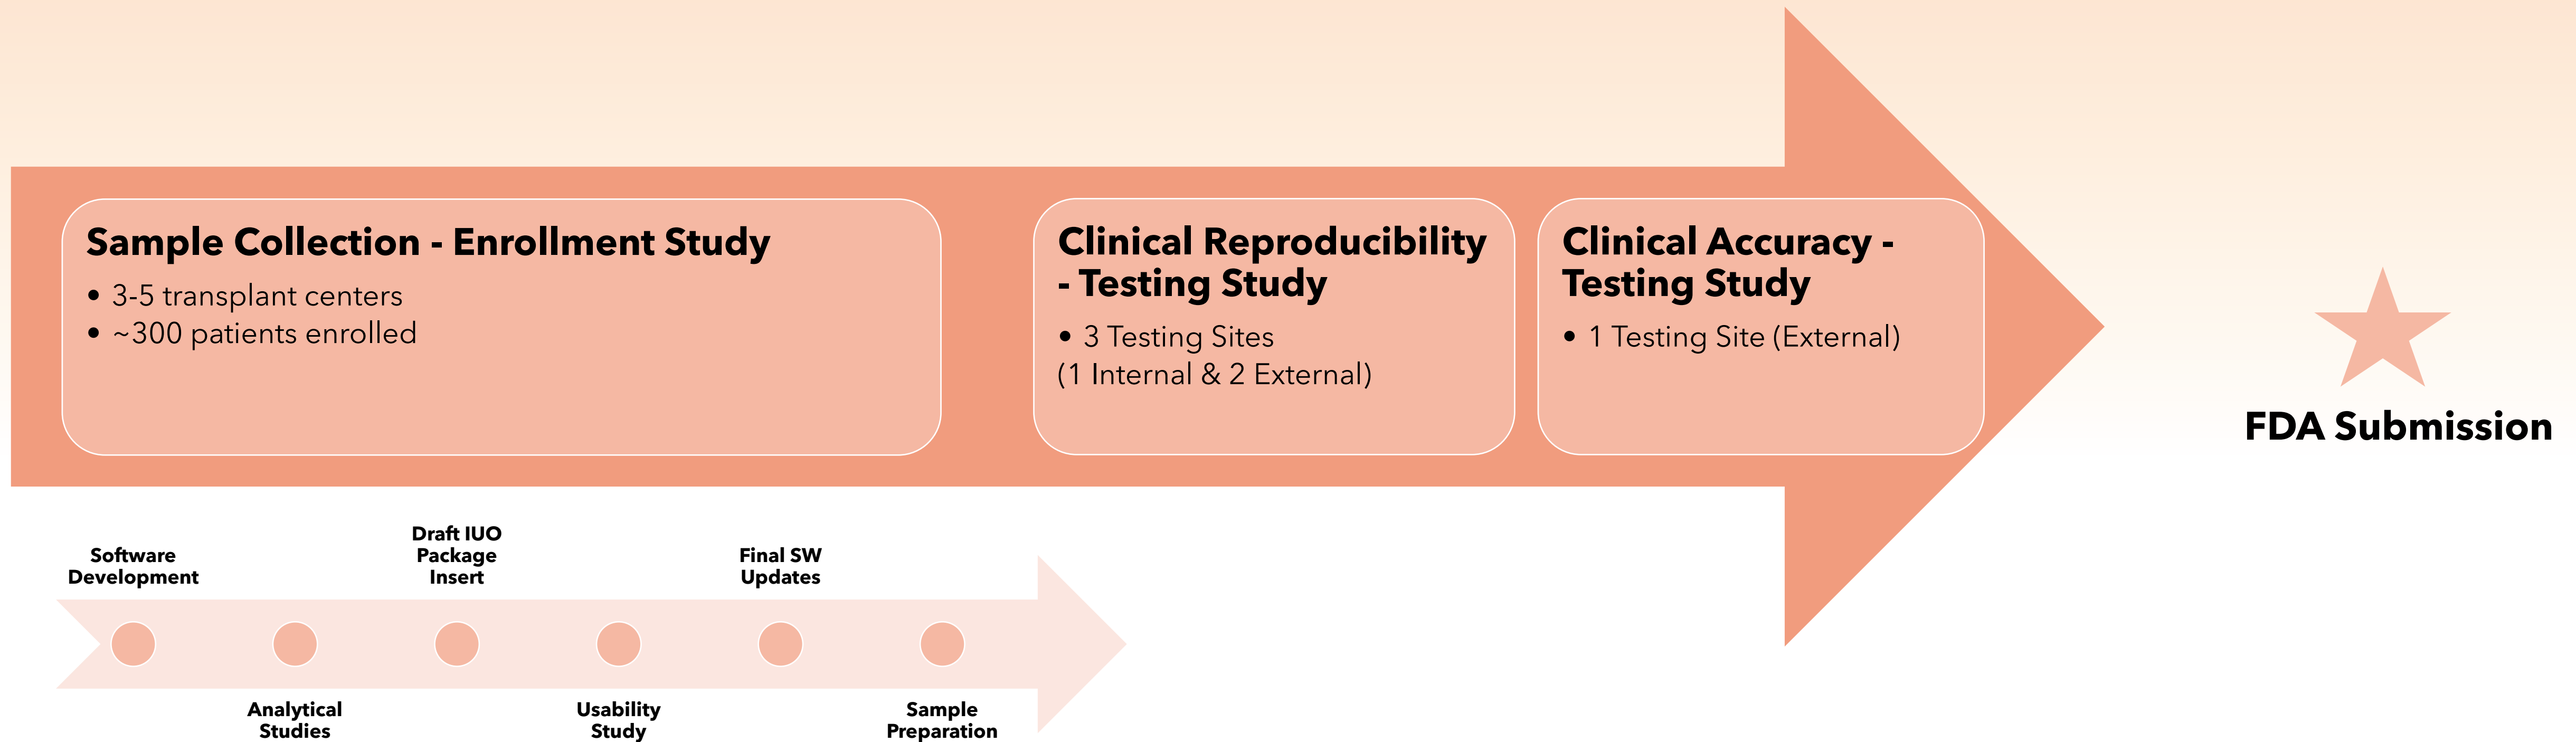 Sample Collection - Enrollment Study
• 3-5 transplant centers
• ~300 patients enrolled
Clinical Reproducibility
- Testing Study
• 3 Testing Sites
(1 Internal & 2 External)
Clinical Accuracy -
Testing Study
• 1 Testing Site (External)
FDA Submission
Software
Development
Analytical
Studies
Draft IUO
Package
Insert
Usability
Study
Final SW
Updates
Sample
Preparation